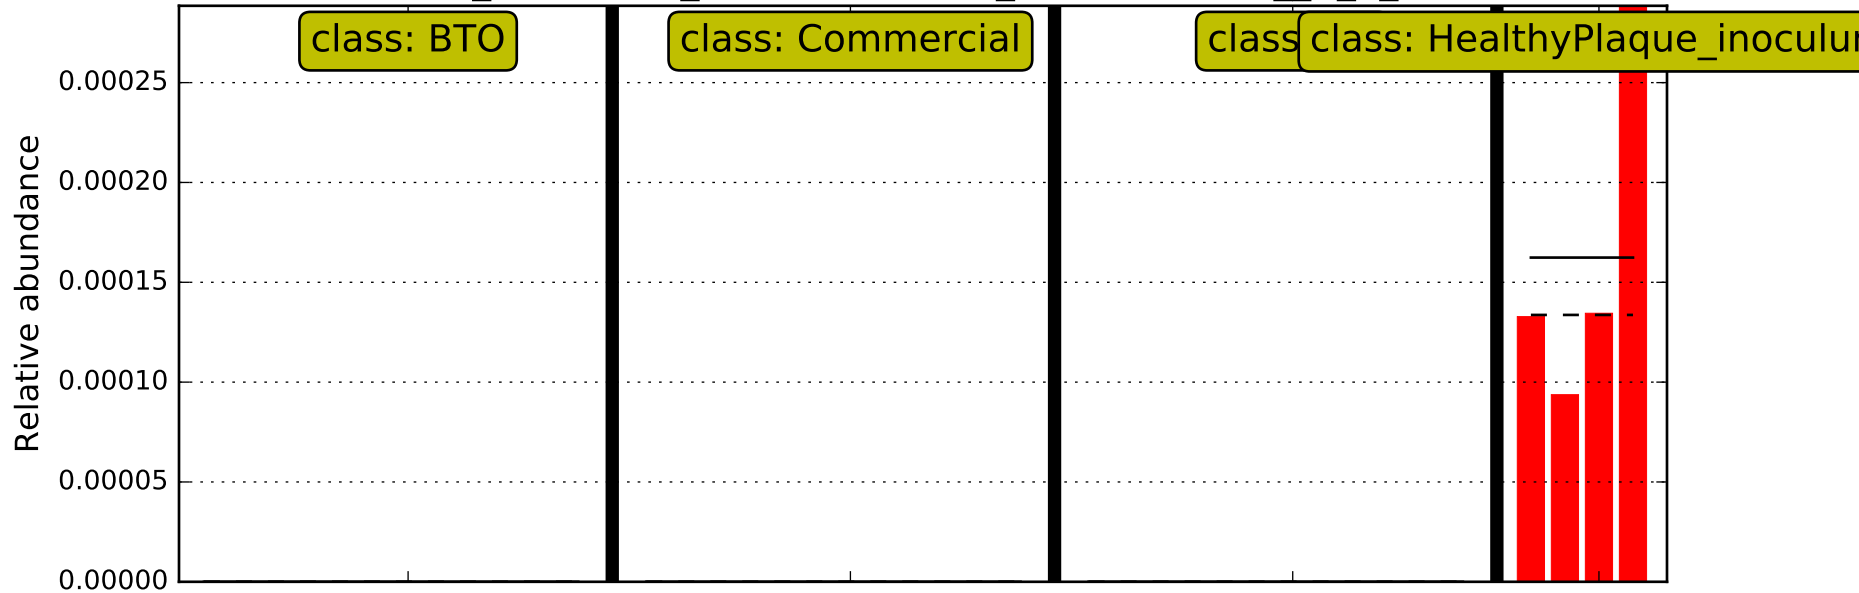 class: BTO
class: Commercial
class
class: HealthyPlaque_inoculu
0.00025
0.00020
0.00015
0.00010
0.00005
0.00000
Relative abundance